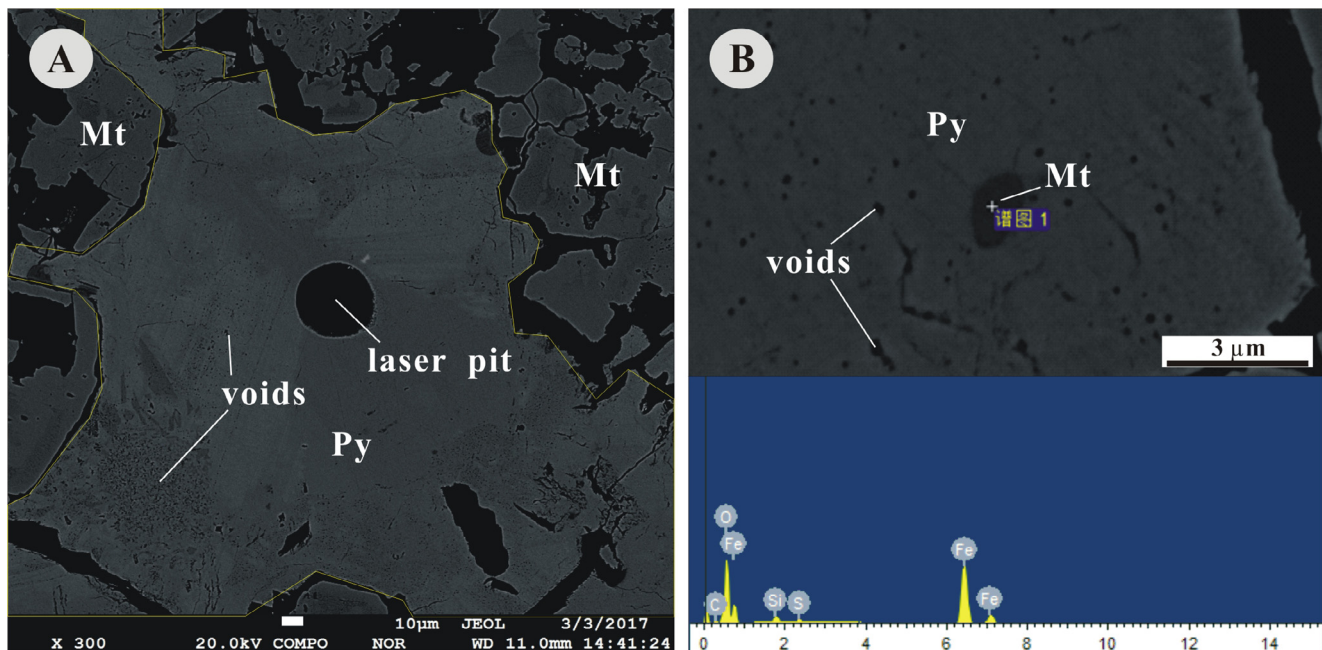 A
Mt
Mt
laser pit
voids
Py
10μm JEOL 3/3/2017
X 300 20.0kV COMPO NOR WD 11.0mm 14:41:24
B
Py
Mt
谱图 1
voids
3 μm
O
Fe
Fe
C
Si
S
Fe
0 2 4 6 8 10 12 14